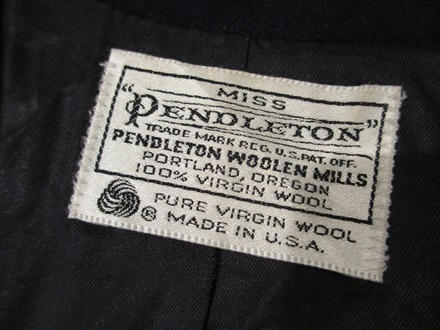 MISS
"PENDLETON"
TRADE MARK REG. U.S. PAT. OFF.
PENDLETON WOOLEN MILLS
PORTLAND, OREGON
100% VIRGIN WOOL
PURE VIRGIN WOOL
® MADE IN U.S.A.